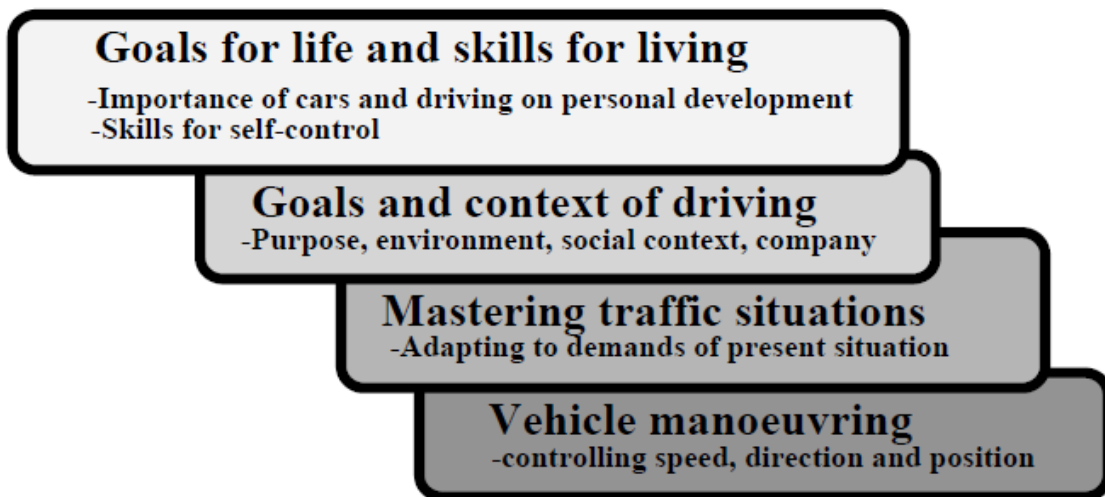 Goals for life and skills for living
-Importance of cars and driving on personal development
-Skills for self-control
Goals and context of driving
-Purpose, environment, social context, company
Mastering traffic situations
-Adapting to demands of present situation
Vehicle manoeuvring
-controlling speed, direction and position